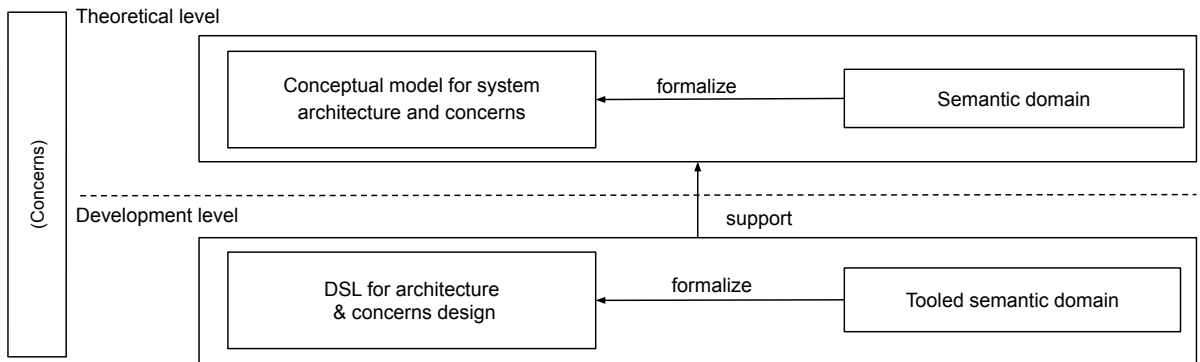 Theoretical level
Conceptual model for system
architecture and concerns
formalize
Semantic domain
(Concerns)
Development level
support
DSL for architecture
& concerns design
formalize
Tooled semantic domain